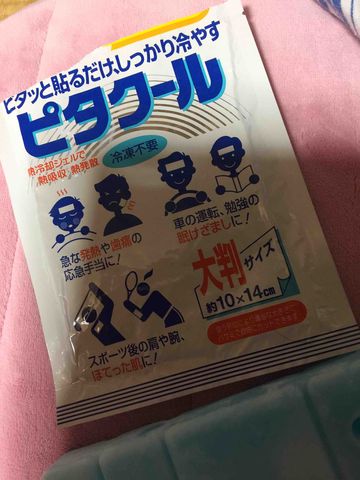 ピタッと貼るだけ、しっかり冷やす
ピタクール
冷却ジェルで
熱吸収、熱発散
冷凍不要
急な発熱や歯痛の
応急手当に!
車の運転、勉強の
眠けざましに!
大判サイズ
約10×14cm
スポーツ後の肩や腕、
ほてった肌に!